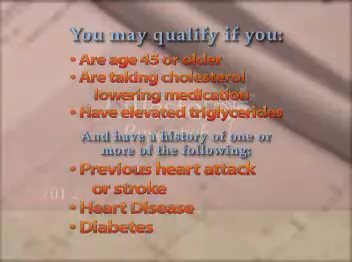 You may qualify if you:
• Are age 45 or older
• Are taking cholesterol
lowering medication
• Have elevated triglycerides
And have a history of one or
more of the following:
• Previous heart attack
or stroke
• Heart Disease
• Diabetes